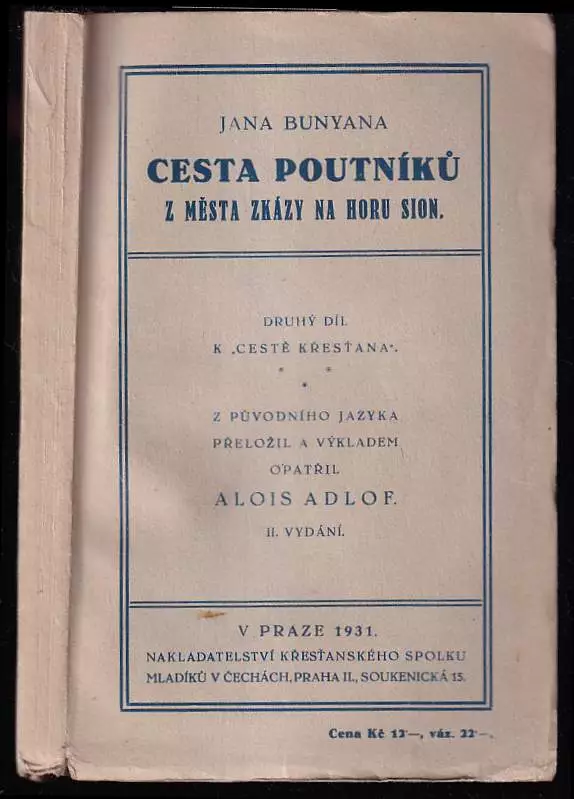 JANA BUNYANA
CESTA POUTNÍKŮ
Z MĚSTA ZKÁZY NA HORU SION.
DRUHÝ DÍL
K „CESTĚ KŘESŤANA“.
* *
*
Z PŮVODNÍHO JAZYKA
PŘELOŽIL A VÝKLADEM
OPATŘIL
ALOIS ADLOF.
II. VYDÁNÍ.
V PRAZE 1931.
NAKLADATELSTVÍ KŘESŤANSKÉHO SPOLKU
MLADÍKŮ V ČECHÁCH, PRAHA II., SOUKENICKÁ 15.
Cena Kč 12—, váz. 22—.